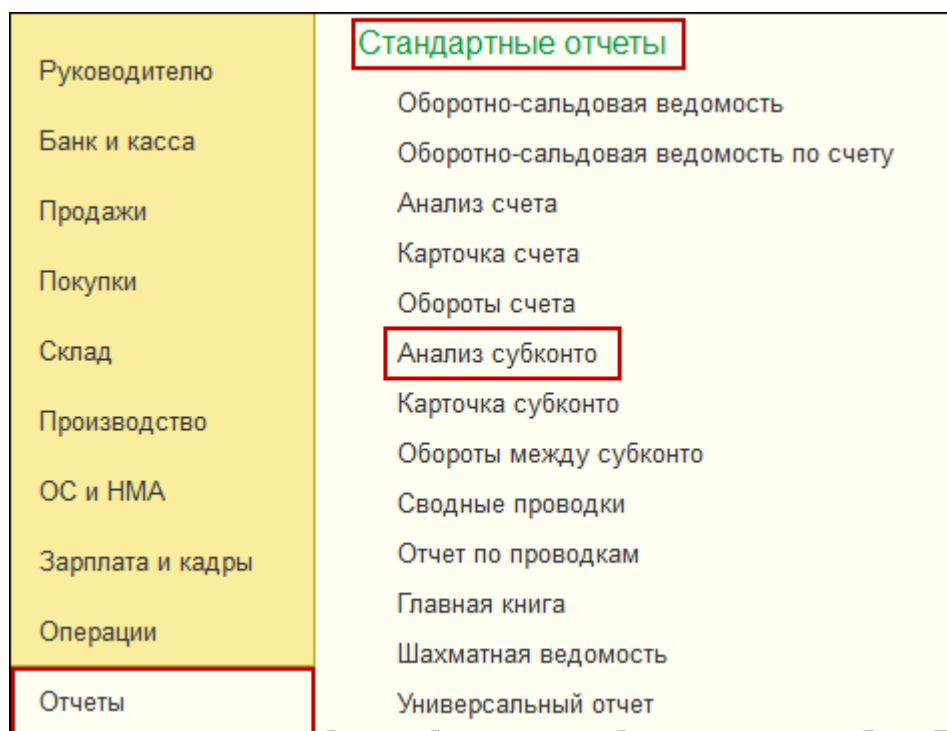 Руководителю
Банк и касса
Продажи
Покупки
Склад
Производство
ОС и НМА
Зарплата и кадры
Операции
Отчеты
Стандартные отчеты
Оборотно-сальдовая ведомость
Оборотно-сальдовая ведомость по счету
Анализ счета
Карточка счета
Обороты счета
Анализ субконто
Карточка субконто
Обороты между субконто
Сводные проводки
Отчет по проводкам
Главная книга
Шахматная ведомость
Универсальный отчет